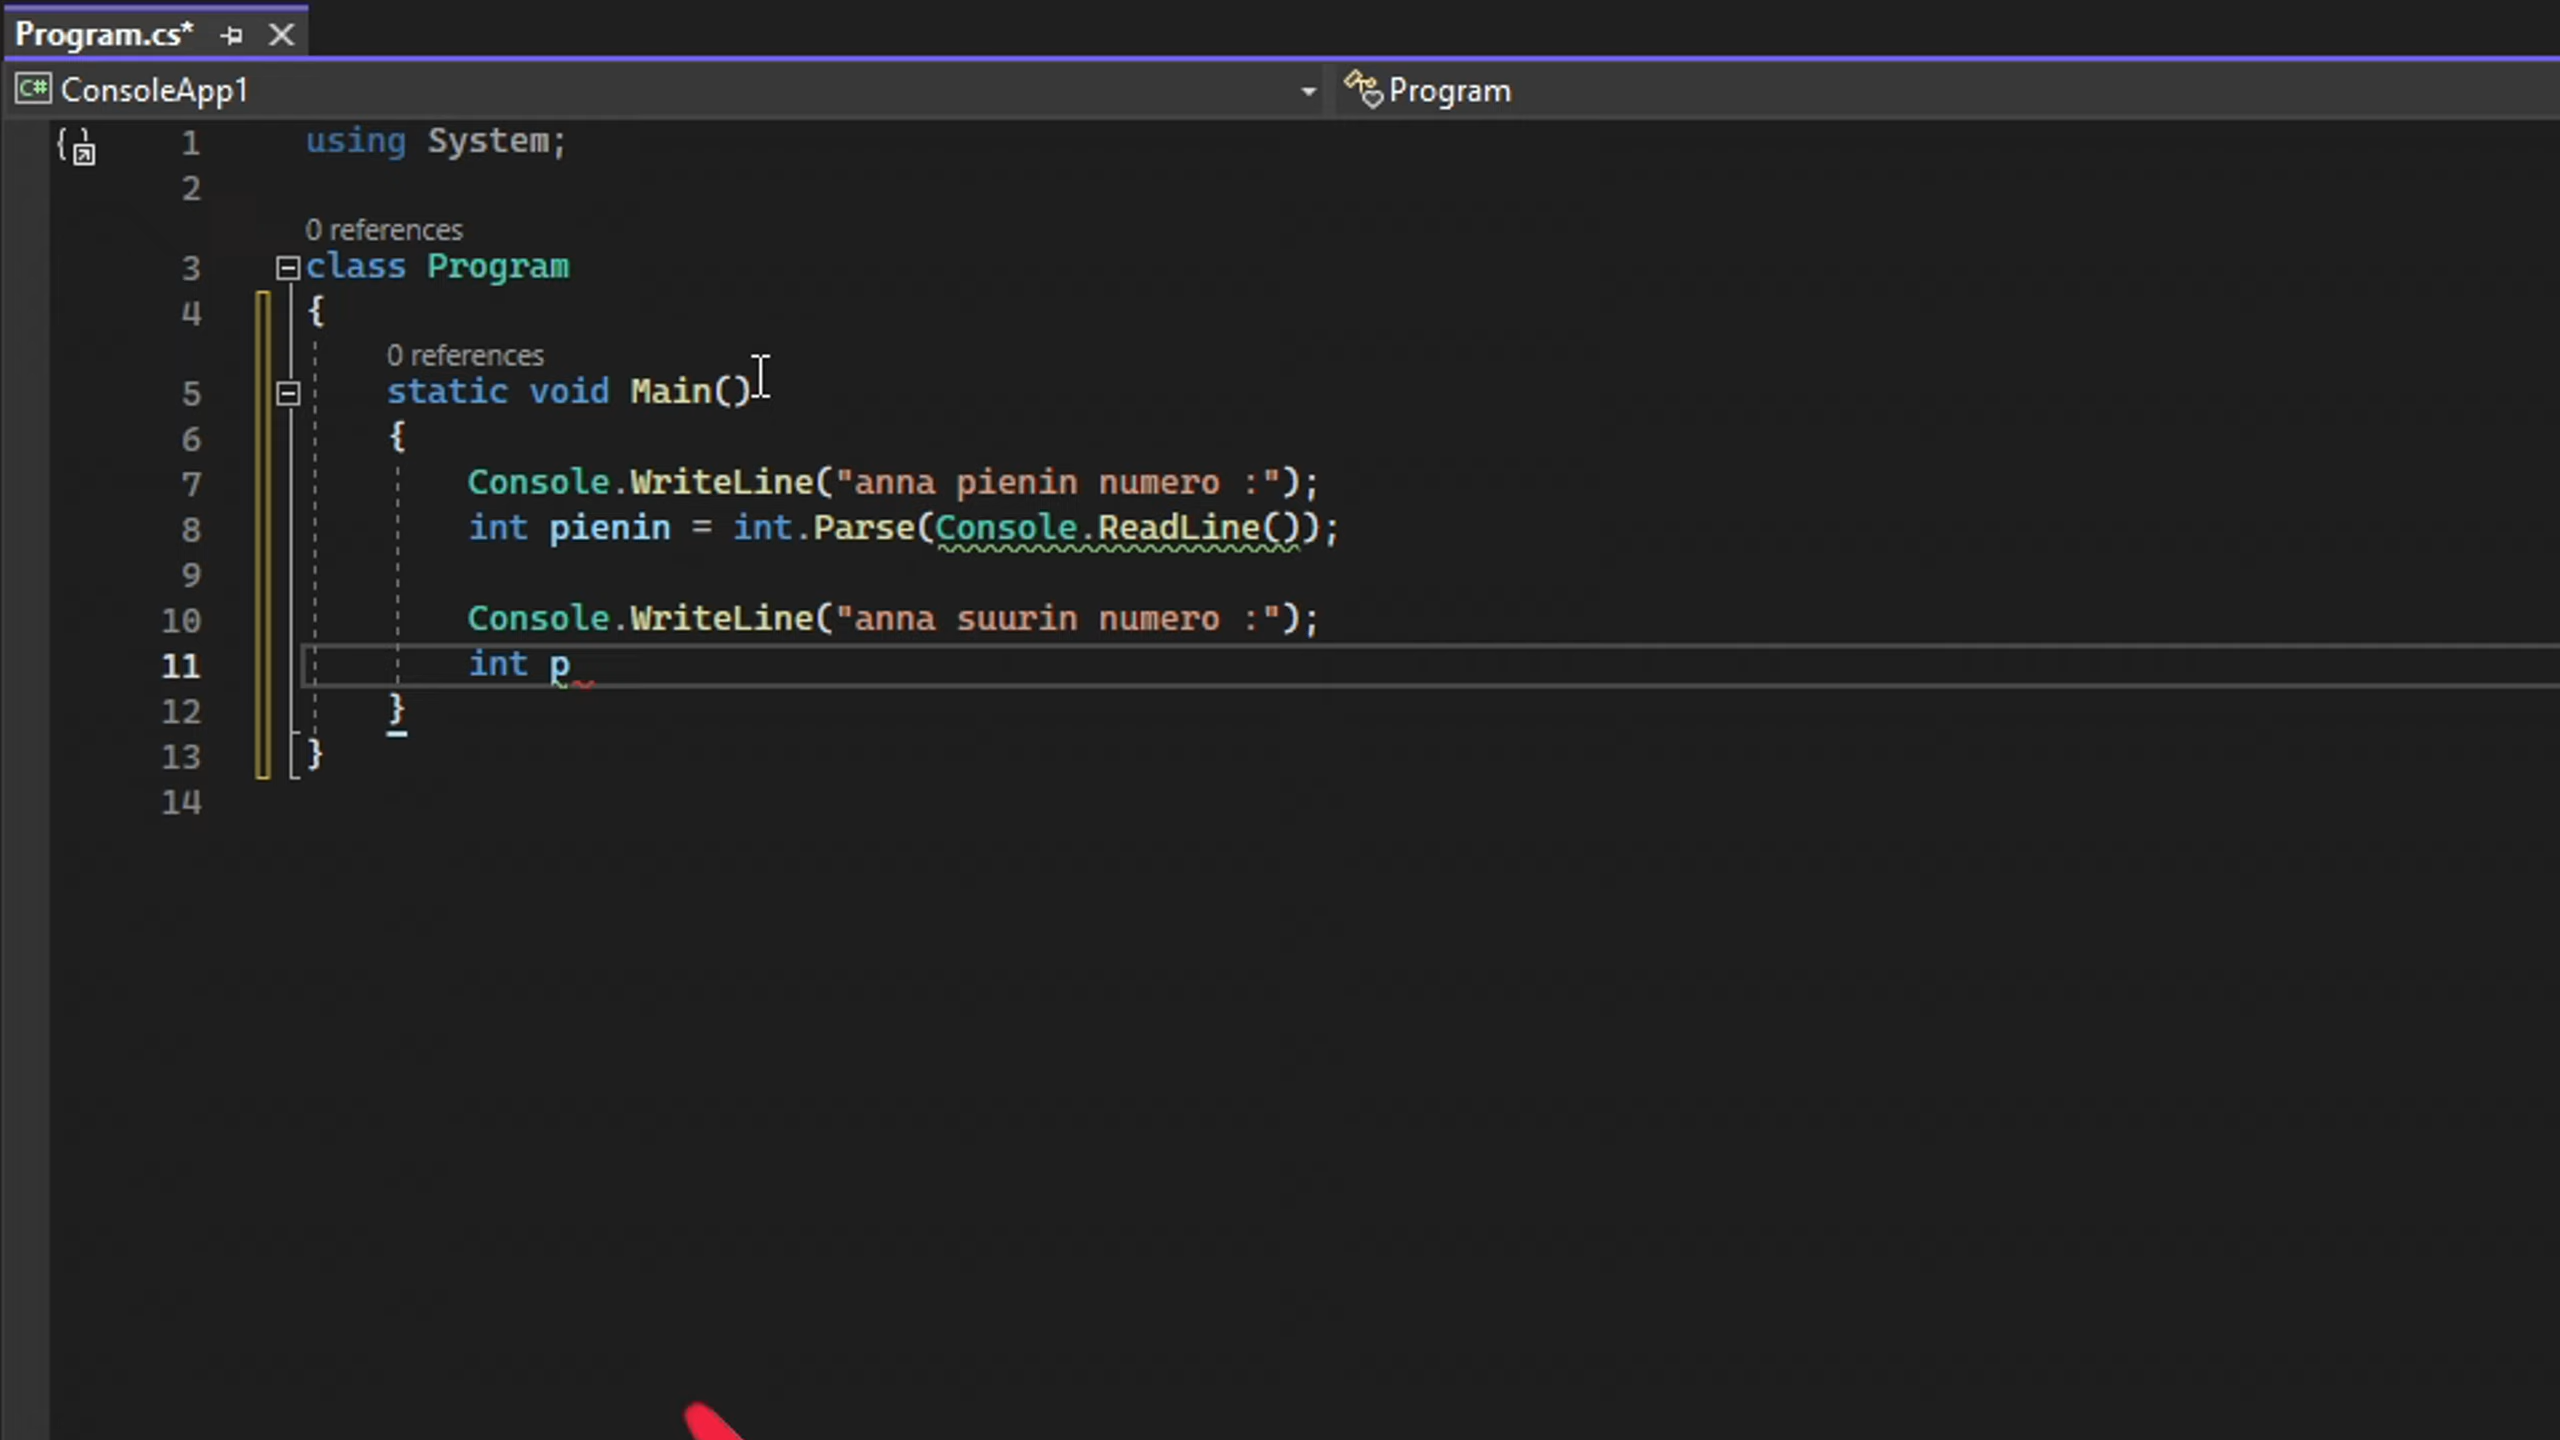 Program.cs*
C# ConsoleApp1 Program
1 using System;
2
0 references
3 class Program
4 {
0 references
5 static void Main()
6 {
7 Console.WriteLine("anna pienin numero :");
8 int pienin = int.Parse(Console.ReadLine());
9
10 Console.WriteLine("anna suurin numero :");
11 int p
12 }
13 }
14